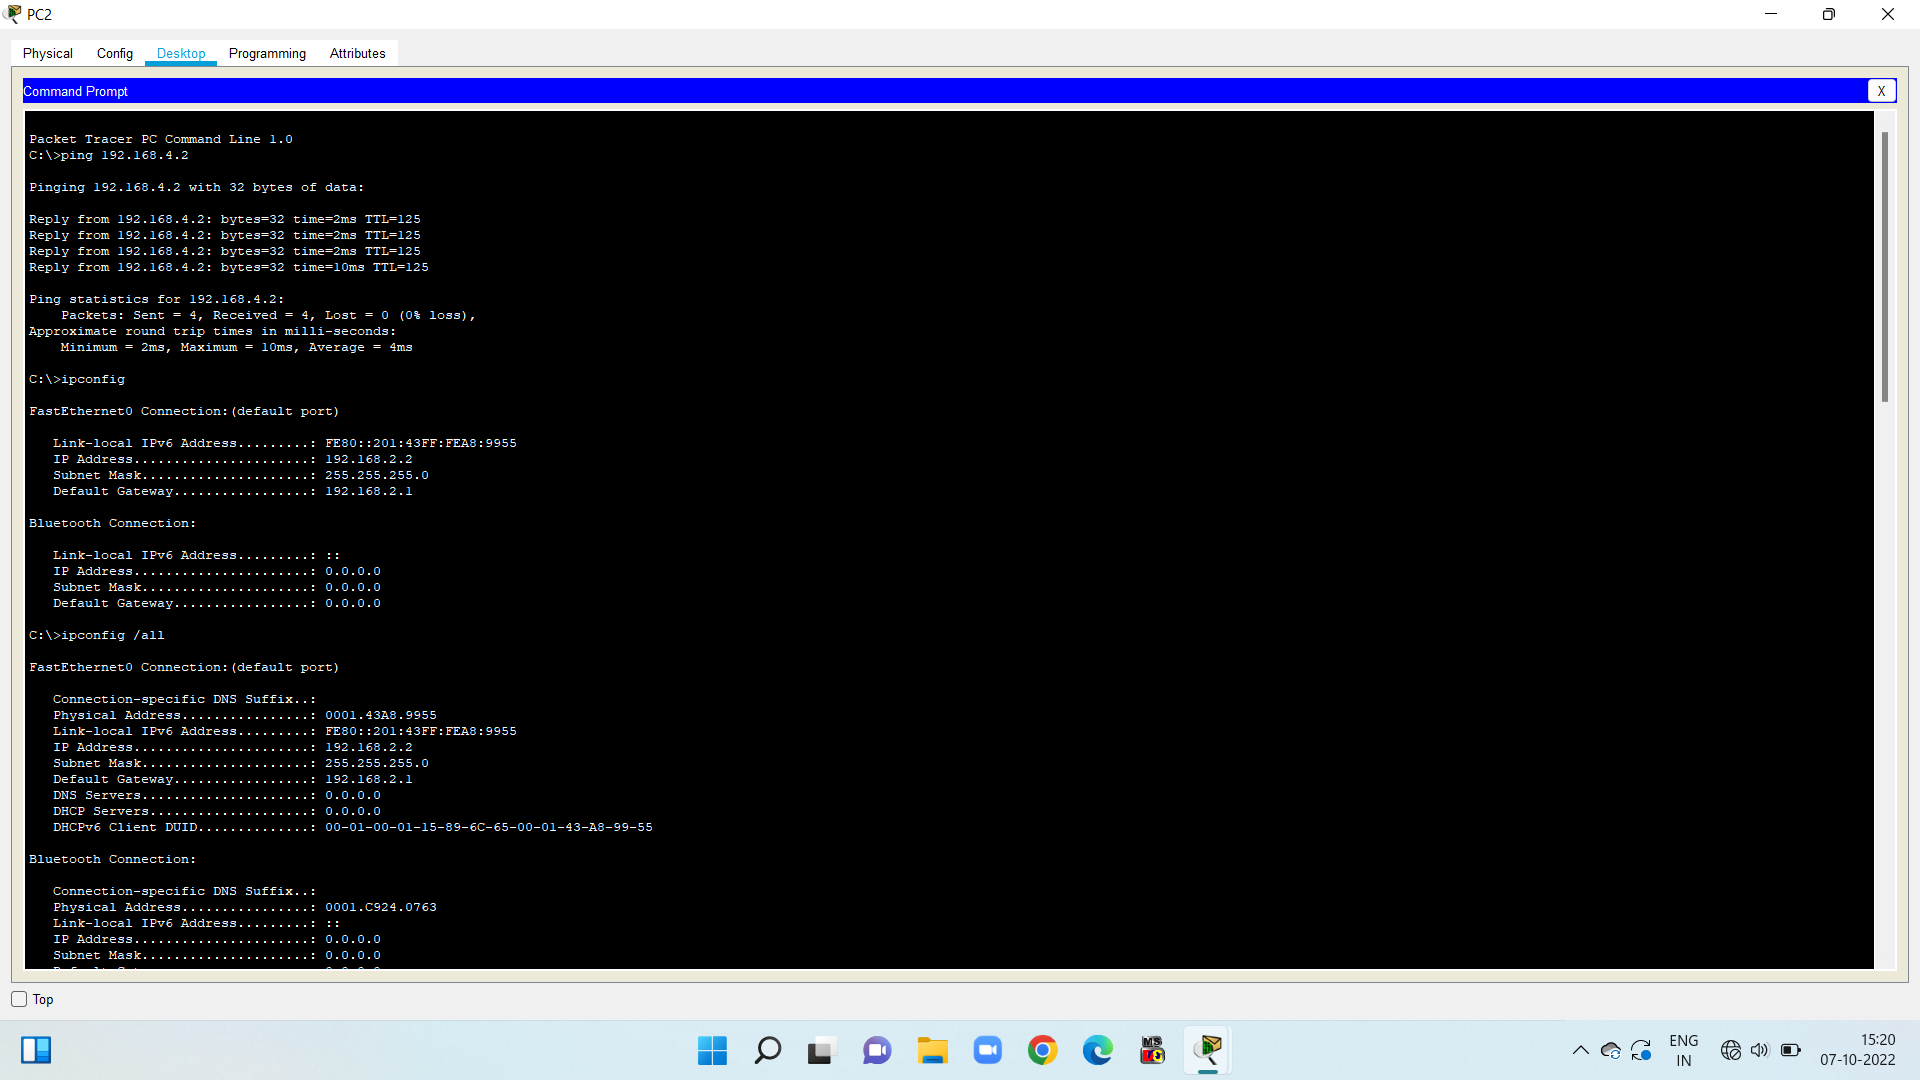 PC2
Physical Config Desktop Programming Attributes
Command Prompt
X
Packet Tracer PC Command Line 1.0
C:\>ping 192.168.4.2
Pinging 192.168.4.2 with 32 bytes of data:
Reply from 192.168.4.2: bytes=32 time=2ms TTL=125
Reply from 192.168.4.2: bytes=32 time=2ms TTL=125
Reply from 192.168.4.2: bytes=32 time=2ms TTL=125
Reply from 192.168.4.2: bytes=32 time=10ms TTL=125
Ping statistics for 192.168.4.2:
Packets: Sent = 4, Received = 4, Lost = 0 (0% loss),
Approximate round trip times in milli-seconds:
Minimum = 2ms, Maximum = 10ms, Average = 4ms
C:\>ipconfig
FastEthernet0 Connection:(default port)
Link-local IPv6 Address.........: FE80::201:43FF:FEA8:9955
IP Address......................: 192.168.2.2
Subnet Mask.....................: 255.255.255.0
Default Gateway.................: 192.168.2.1
Bluetooth Connection:
Link-local IPv6 Address.........: ::
IP Address......................: 0.0.0.0
Subnet Mask.....................: 0.0.0.0
Default Gateway.................: 0.0.0.0
C:\>ipconfig /all
FastEthernet0 Connection:(default port)
Connection-specific DNS Suffix..:
Physical Address................: 0001.43A8.9955
Link-local IPv6 Address.........: FE80::201:43FF:FEA8:9955
IP Address......................: 192.168.2.2
Subnet Mask.....................: 255.255.255.0
Default Gateway.................: 192.168.2.1
DNS Servers.....................: 0.0.0.0
DHCP Servers....................: 0.0.0.0
DHCPv6 Client DUID..............: 00-01-00-01-15-89-6C-65-00-01-43-A8-99-55
Bluetooth Connection:
Connection-specific DNS Suffix..:
Physical Address................: 0001.C924.0763
Link-local IPv6 Address.........: ::
IP Address......................: 0.0.0.0
Subnet Mask.....................: 0.0.0.0
Top
MS
ENG
IN
15:20
07-10-2022